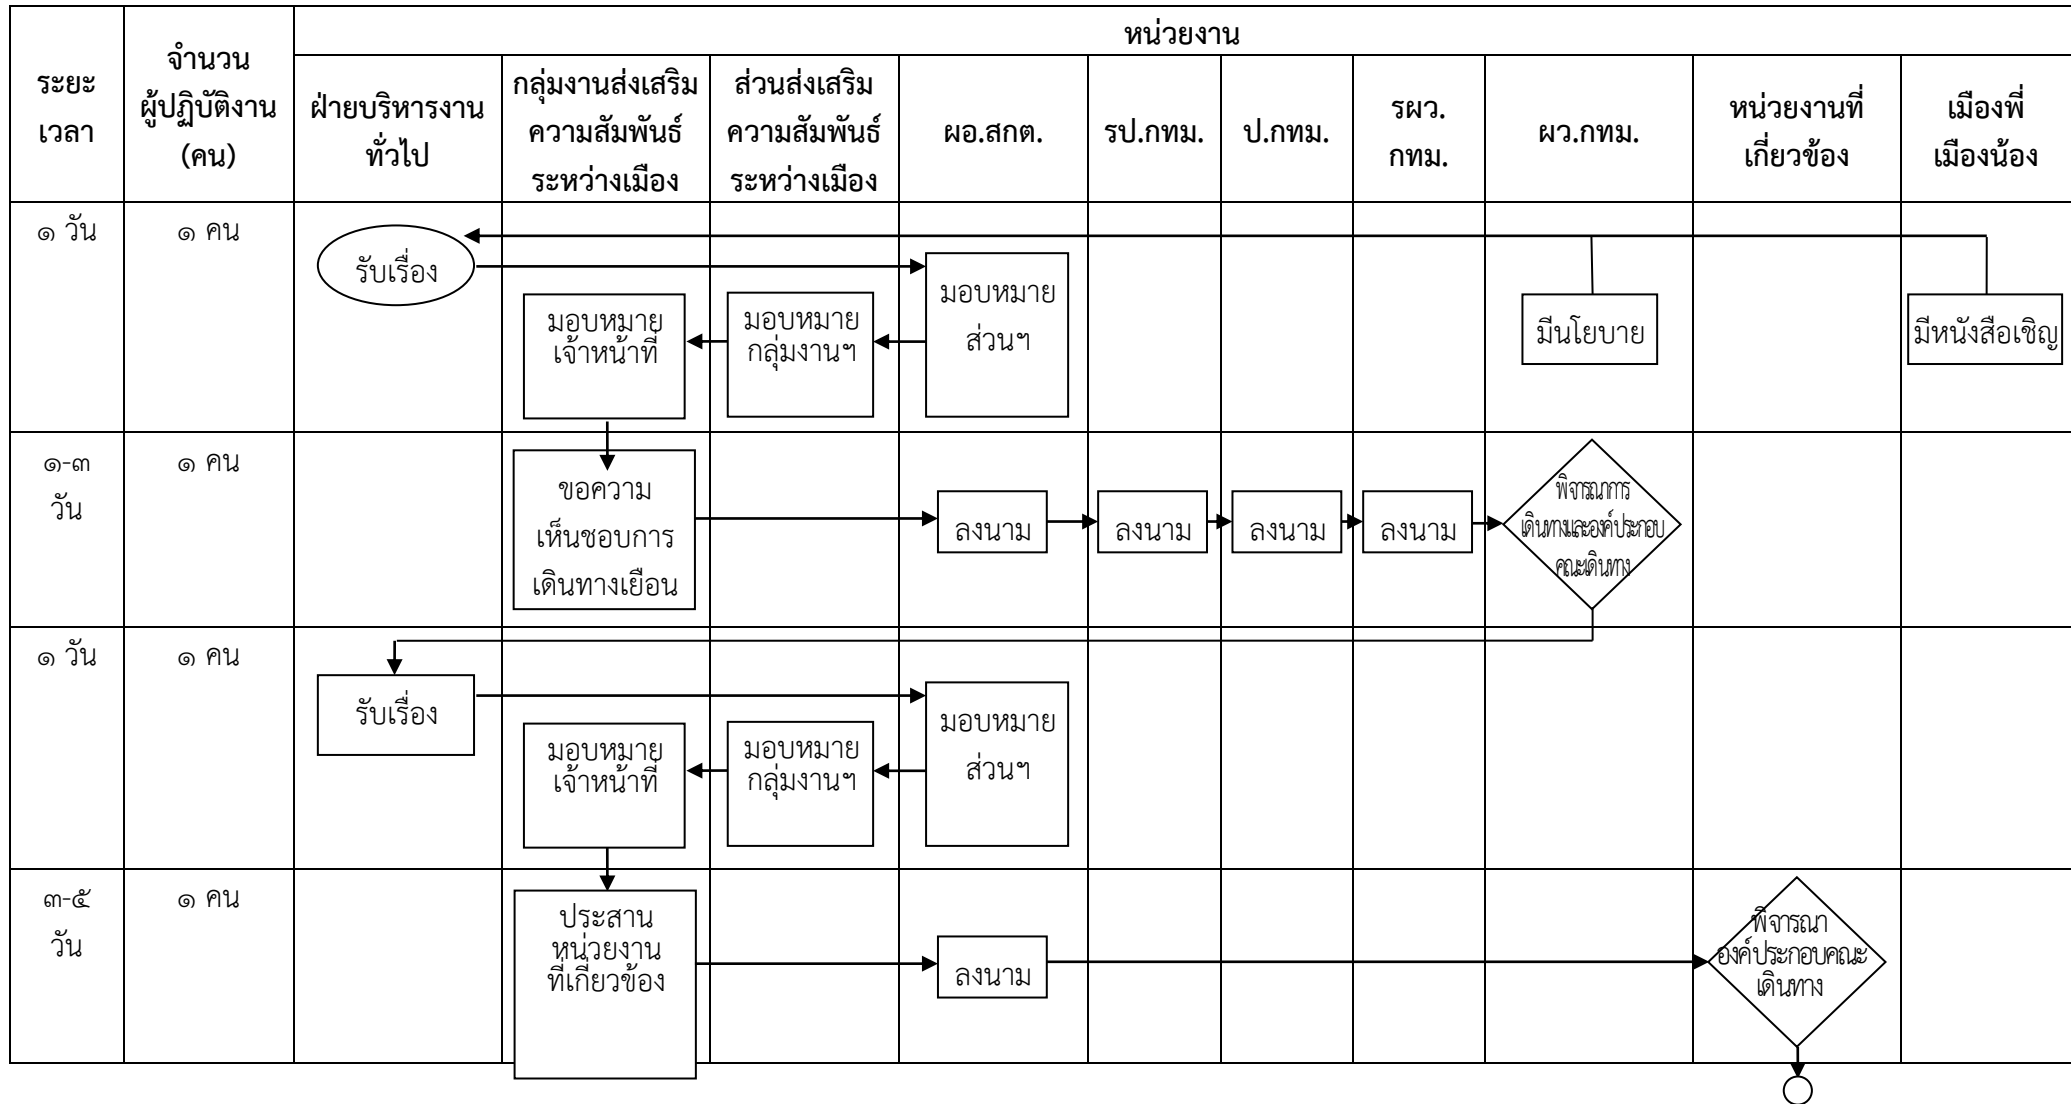 หน่วยงาน
ระยะ
เวลา
จำนวน
ผู้ปฏิบัติงาน
(คน)
ฝ่ายบริหารงาน
ทั่วไป
กลุ่มงานส่งเสริม
ความสัมพันธ์
ระหว่างเมือง
ส่วนส่งเสริม
ความสัมพันธ์
ระหว่างเมือง
ผอ.สกต.
รป.กทม.
ป.กทม.
รผว.
กทม.
ผว.กทม.
หน่วยงานที่
เกี่ยวข้อง
เมืองพี่
เมืองน้อง
๑ วัน
๑ คน
รับเรื่อง
มอบหมาย
เจ้าหน้าที่
มอบหมาย
กลุ่มงานฯ
มอบหมาย
ส่วนฯ
มีนโยบาย
มีหนังสือเชิญ
๑-๓
วัน
๑ คน
ขอความ
เห็นชอบการ
เดินทางเยือน
ลงนาม
ลงนาม
ลงนาม
ลงนาม
พิจารณาการ
เดินทางและองค์ประกอบ
คณะเดินทาง
๑ วัน
๑ คน
รับเรื่อง
มอบหมาย
เจ้าหน้าที่
มอบหมาย
กลุ่มงานฯ
มอบหมาย
ส่วนฯ
๓-๕
วัน
๑ คน
ประสาน
หน่วยงาน
ที่เกี่ยวข้อง
ลงนาม
พิจารณา
องค์ประกอบคณะ
เดินทาง